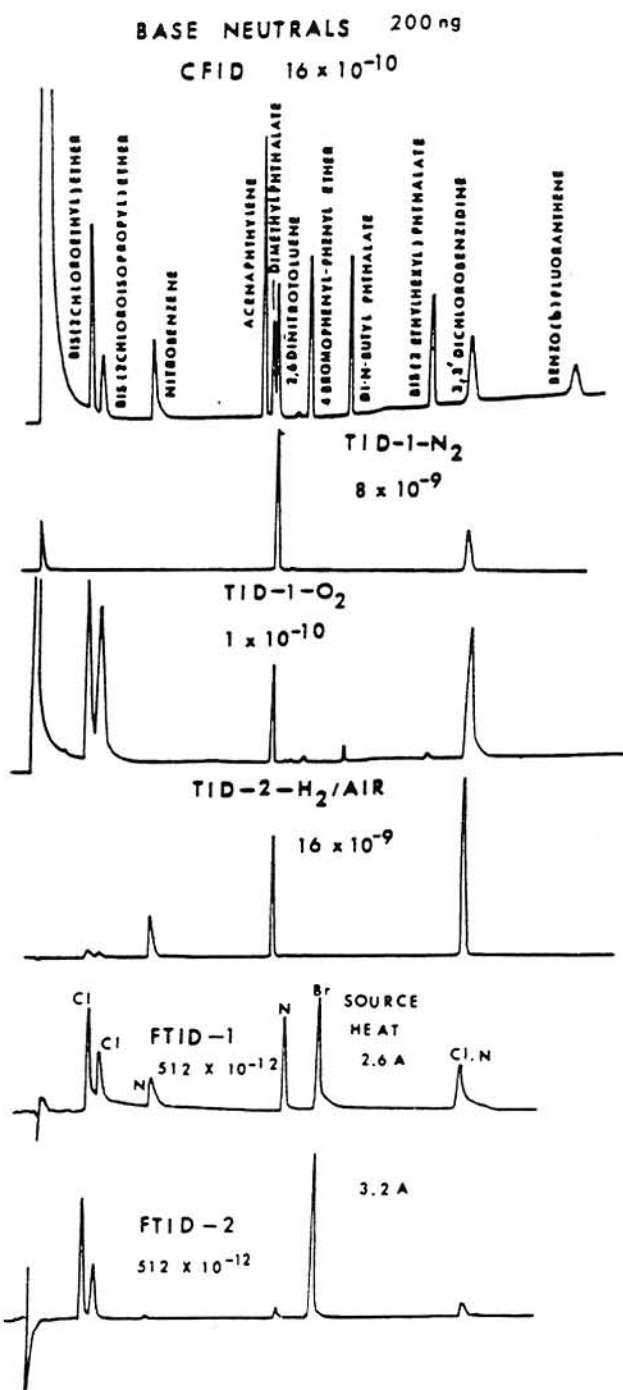 BASE NEUTRALS 200 ng
CFID 16 x 10-10
BIS(2CHLOROETHYL)ETHER
BIS(2CHLOROISOPROPYL)ETHER
NITROBENZENE
ACENAPHTHYLENE
DIMETHYLPHTHALATE
2,6DINITROTOLUENE
4BROMOPHENYL-PHENYL ETHER
DI-N-BUTYL PHTHALATE
BIS(2 ETHYLHEXYL) PHTHALATE
3,3' DICHLOROBENZIDINE
BENZO(b)FLUORANTHENE
TID-1-N2
8 x 10-9
TID-1-O2
1 x 10-10
TID-2-H2/AIR
16 x 10-9
Cl
Cl
N
N
Br
Cl.N
FTID-1
512 X 10-12
SOURCE
HEAT
2.6 A
FTID-2
512 X 10-12
3.2 A